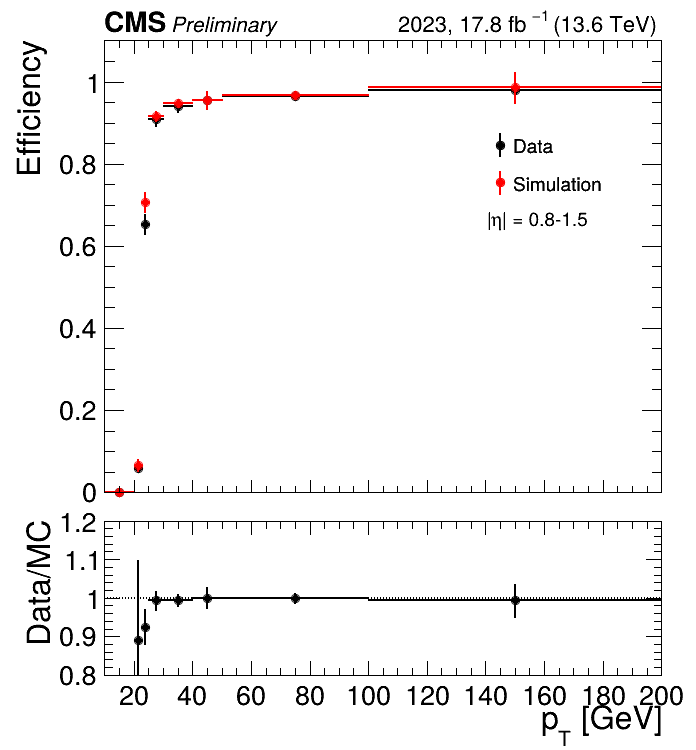 CMS Preliminary 2023, 17.8 fb⁻¹ (13.6 TeV)
Efficiency
1
0.8
0.6
0.4
0.2
0
Data
Simulation
|η| = 0.8-1.5
Data/MC
1.2
1.1
1
0.9
0.8
20 40 60 80 100 120 140 160 180 200
p_T [GeV]